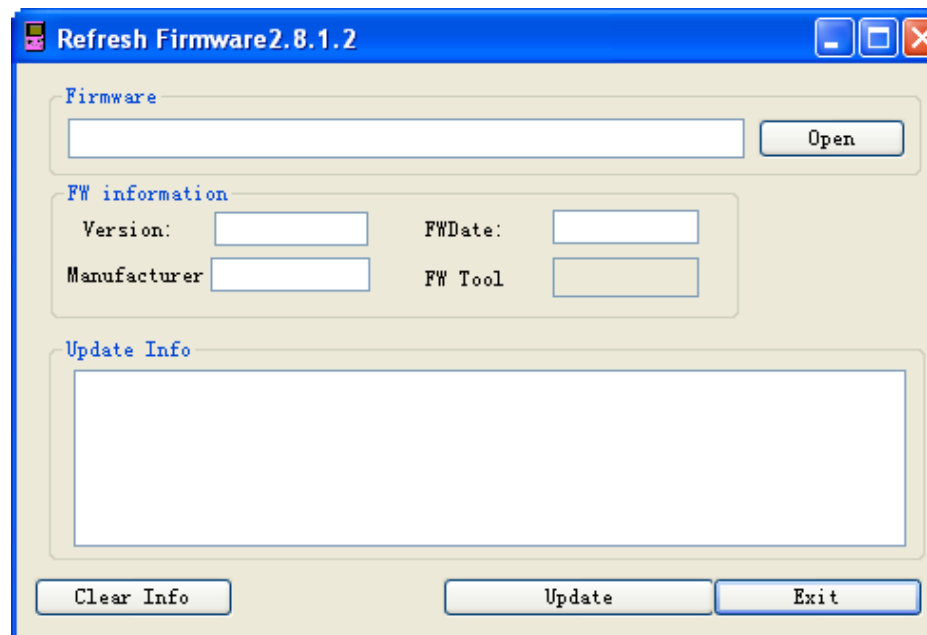 Refresh Firmware2.8.1.2
Firmware
Open
FW information
Version:
FWDate:
Manufacturer
FW Tool
Update Info
Clear Info
Update
Exit